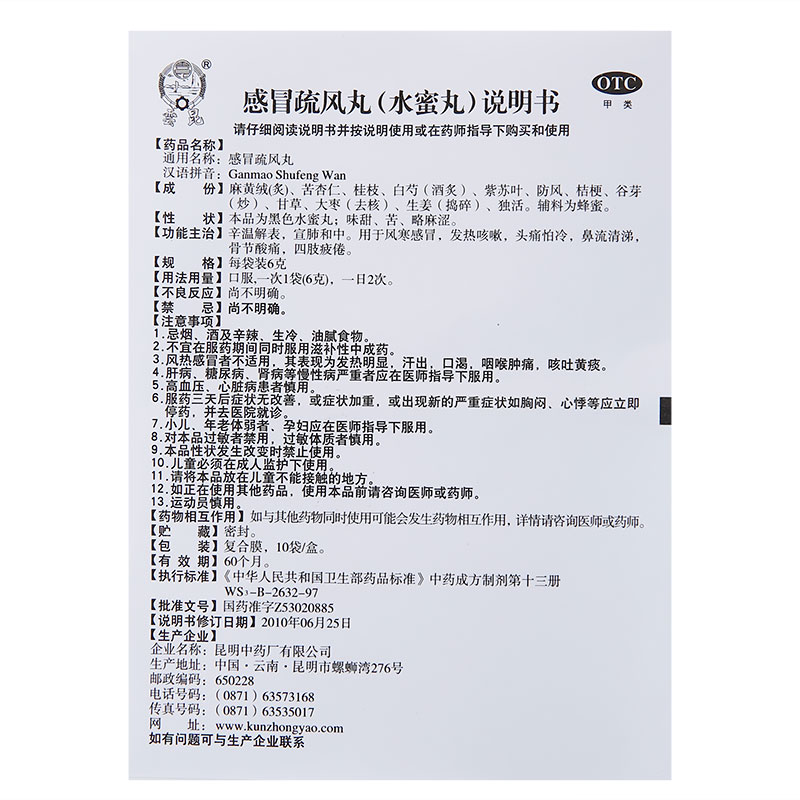 ®
雲昆
OTC
甲 类
感冒疏风丸(水蜜丸)说明书
请仔细阅读说明书并按说明使用或在药师指导下购买和使用
【药品名称】
通用名称：感冒疏风丸
汉语拼音：Ganmao Shufeng Wan
【成　份】麻黄绒(炙)、苦杏仁、桂枝、白芍（酒炙）、紫苏叶、防风、桔梗、谷芽
（炒）、甘草、大枣（去核）、生姜（捣碎）、独活。辅料为蜂蜜。
【性　状】本品为黑色水蜜丸；味甜、苦、略麻涩。
【功能主治】辛温解表，宣肺和中。用于风寒感冒，发热咳嗽，头痛怕冷，鼻流清涕，
骨节酸痛，四肢疲倦。
【规　格】每袋装6克
【用法用量】口服,一次1袋(6克)，一日2次。
【不良反应】尚不明确。
【禁　忌】尚不明确。
【注意事项】
1.忌烟、酒及辛辣、生冷、油腻食物。
2.不宜在服药期间同时服用滋补性中成药。
3.风热感冒者不适用，其表现为发热明显，汗出，口渴，咽喉肿痛，咳吐黄痰。
4.肝病、糖尿病、肾病等慢性病严重者应在医师指导下服用。
5.高血压、心脏病患者慎用。
6.服药三天后症状无改善，或症状加重，或出现新的严重症状如胸闷、心悸等应立即
停药，并去医院就诊。
7.小儿、年老体弱者、孕妇应在医师指导下服用。
8.对本品过敏者禁用，过敏体质者慎用。
9.本品性状发生改变时禁止使用。
10.儿童必须在成人监护下使用。
11.请将本品放在儿童不能接触的地方。
12.如正在使用其他药品，使用本品前请咨询医师或药师。
13.运动员慎用。
【药物相互作用】如与其他药物同时使用可能会发生药物相互作用，详情请咨询医师或药师。
【贮　藏】密封。
【包　装】复合膜，10袋/盒。
【有 效 期】60个月。
【执行标准】《中华人民共和国卫生部药品标准》中药成方制剂第十三册
WS₃-B-2632-97
【批准文号】国药准字Z53020885
【说明书修订日期】2010年06月25日
【生产企业】
企业名称：昆明中药厂有限公司
生产地址：中国·云南·昆明市螺蛳湾276号
邮政编码：650228
电话号码：（0871）63573168
传真号码：（0871）63535017
网　址：www.kunzhongyao.com
如有问题可与生产企业联系